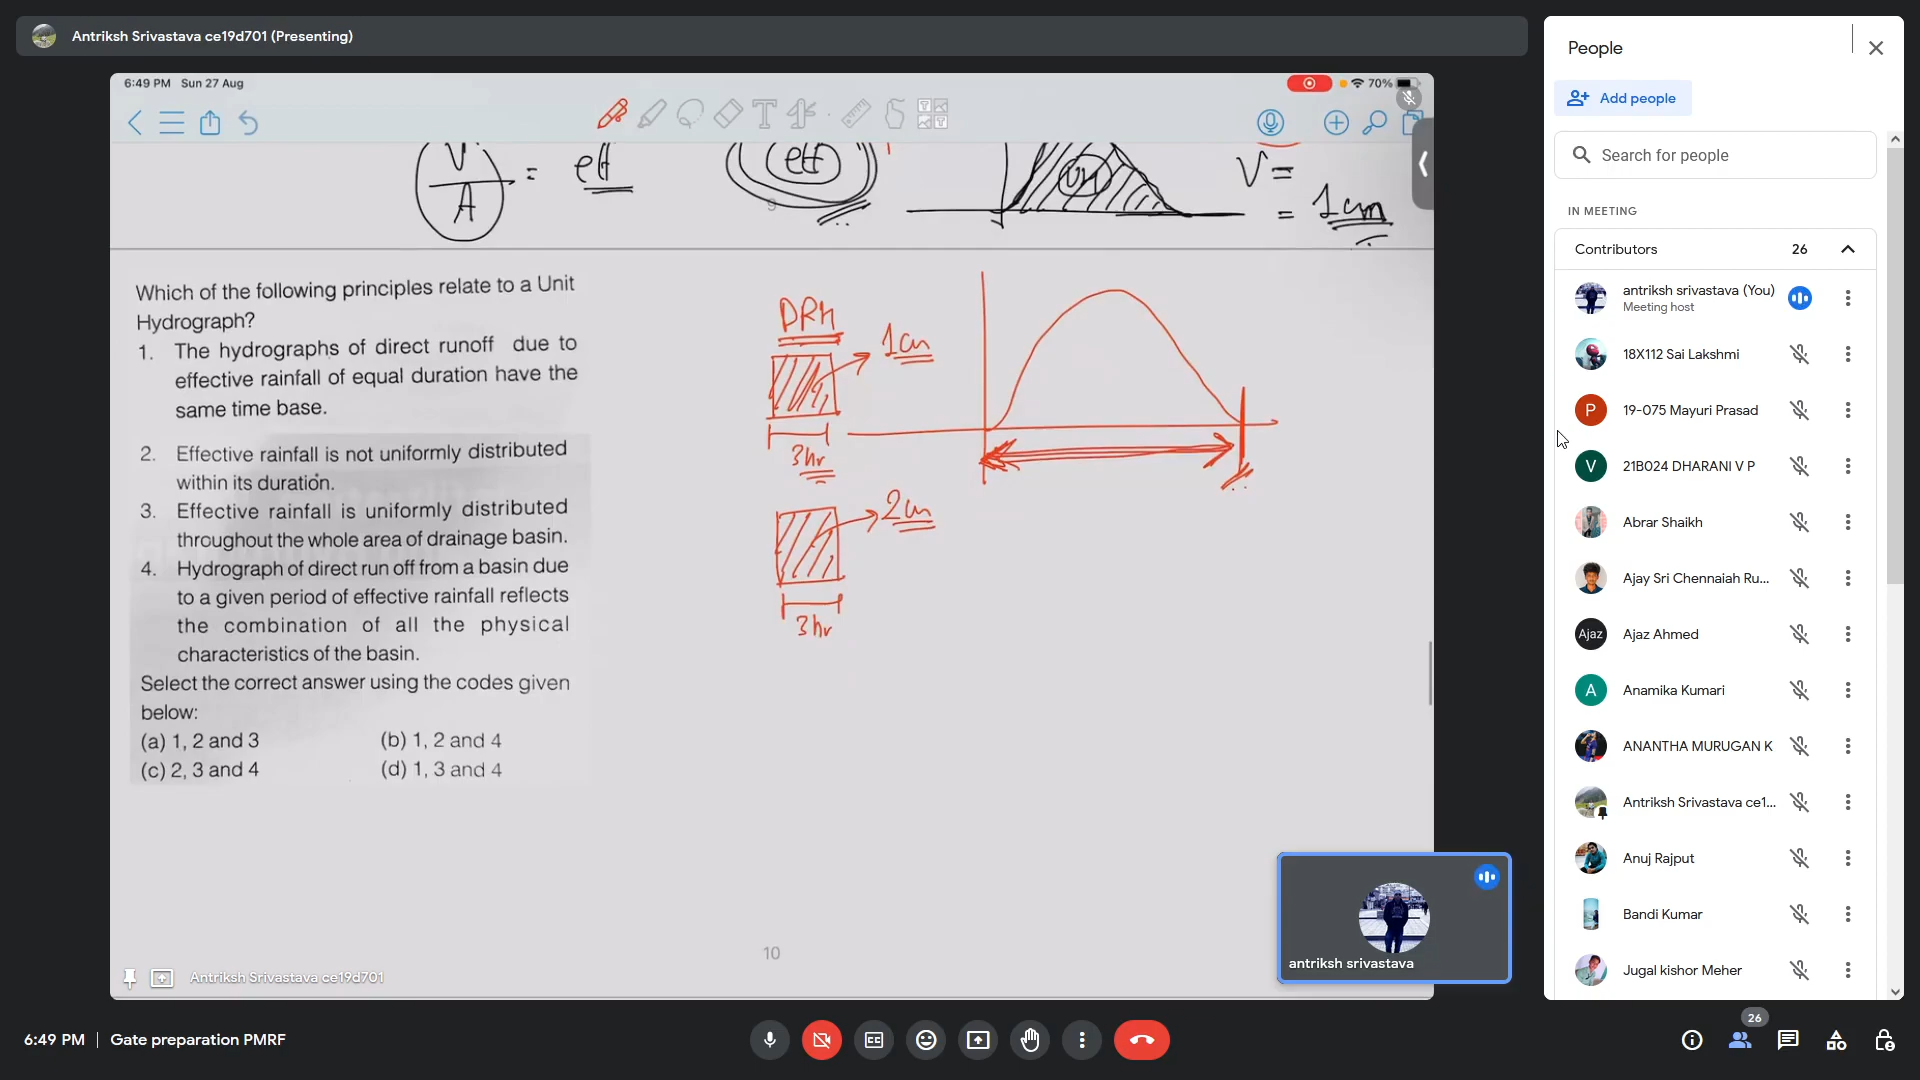 Antriksh Srivastava ce19d701 (Presenting)
6:49 PM Sun 27 Aug
70%
V/A = eff
eff
UH
V =
= 1cm
9
Which of the following principles relate to a Unit
Hydrograph?
1. The hydrographs of direct runoff due to
effective rainfall of equal duration have the
same time base.
2. Effective rainfall is not uniformly distributed
within its duration.
3. Effective rainfall is uniformly distributed
throughout the whole area of drainage basin.
4. Hydrograph of direct run off from a basin due
to a given period of effective rainfall reflects
the combination of all the physical
characteristics of the basin.
Select the correct answer using the codes given
below:
(a) 1, 2 and 3 (b) 1, 2 and 4
(c) 2, 3 and 4 (d) 1, 3 and 4
DRH
1cm
3hr
2cm
3hr
10
Antriksh Srivastava ce19d701
antriksh srivastava
People
Add people
Search for people
IN MEETING
Contributors 26
antriksh srivastava (You)
Meeting host
18X112 Sai Lakshmi
P 19-075 Mayuri Prasad
V 21B024 DHARANI V P
Abrar Shaikh
Ajay Sri Chennaiah Ru...
Ajaz Ajaz Ahmed
A Anamika Kumari
ANANTHA MURUGAN K
Antriksh Srivastava ce1...
Anuj Rajput
Bandi Kumar
Jugal kishor Meher
6:49 PM | Gate preparation PMRF
26